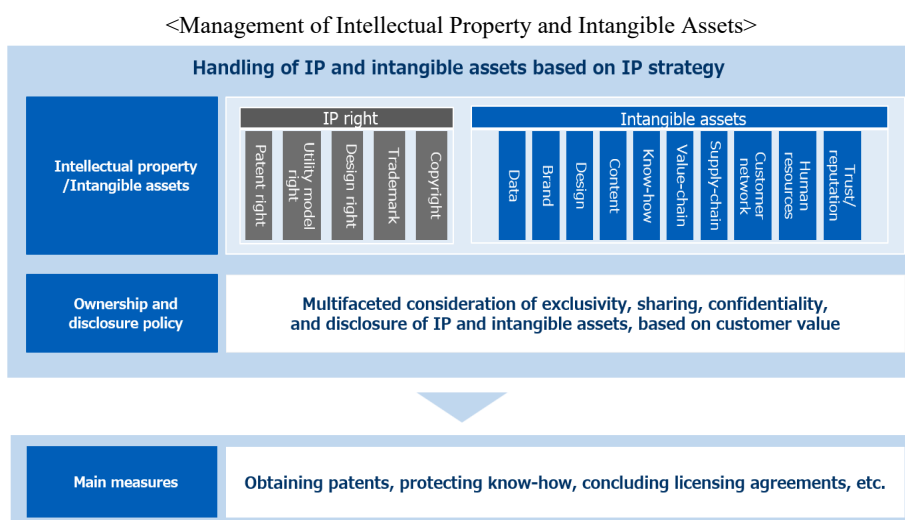 <Management of Intellectual Property and Intangible Assets>
Handling of IP and intangible assets based on IP strategy
Intellectual property
/Intangible assets
IP right
Patent right
Utility model
right
Design right
Trademark
Copyright
Intangible assets
Data
Brand
Design
Content
Know-how
Value-chain
Supply-chain
Customer
network
Human
resources
Trust/
reputation
Ownership and
disclosure policy
Multifaceted consideration of exclusivity, sharing, confidentiality,
and disclosure of IP and intangible assets, based on customer value
Main measures
Obtaining patents, protecting know-how, concluding licensing agreements, etc.